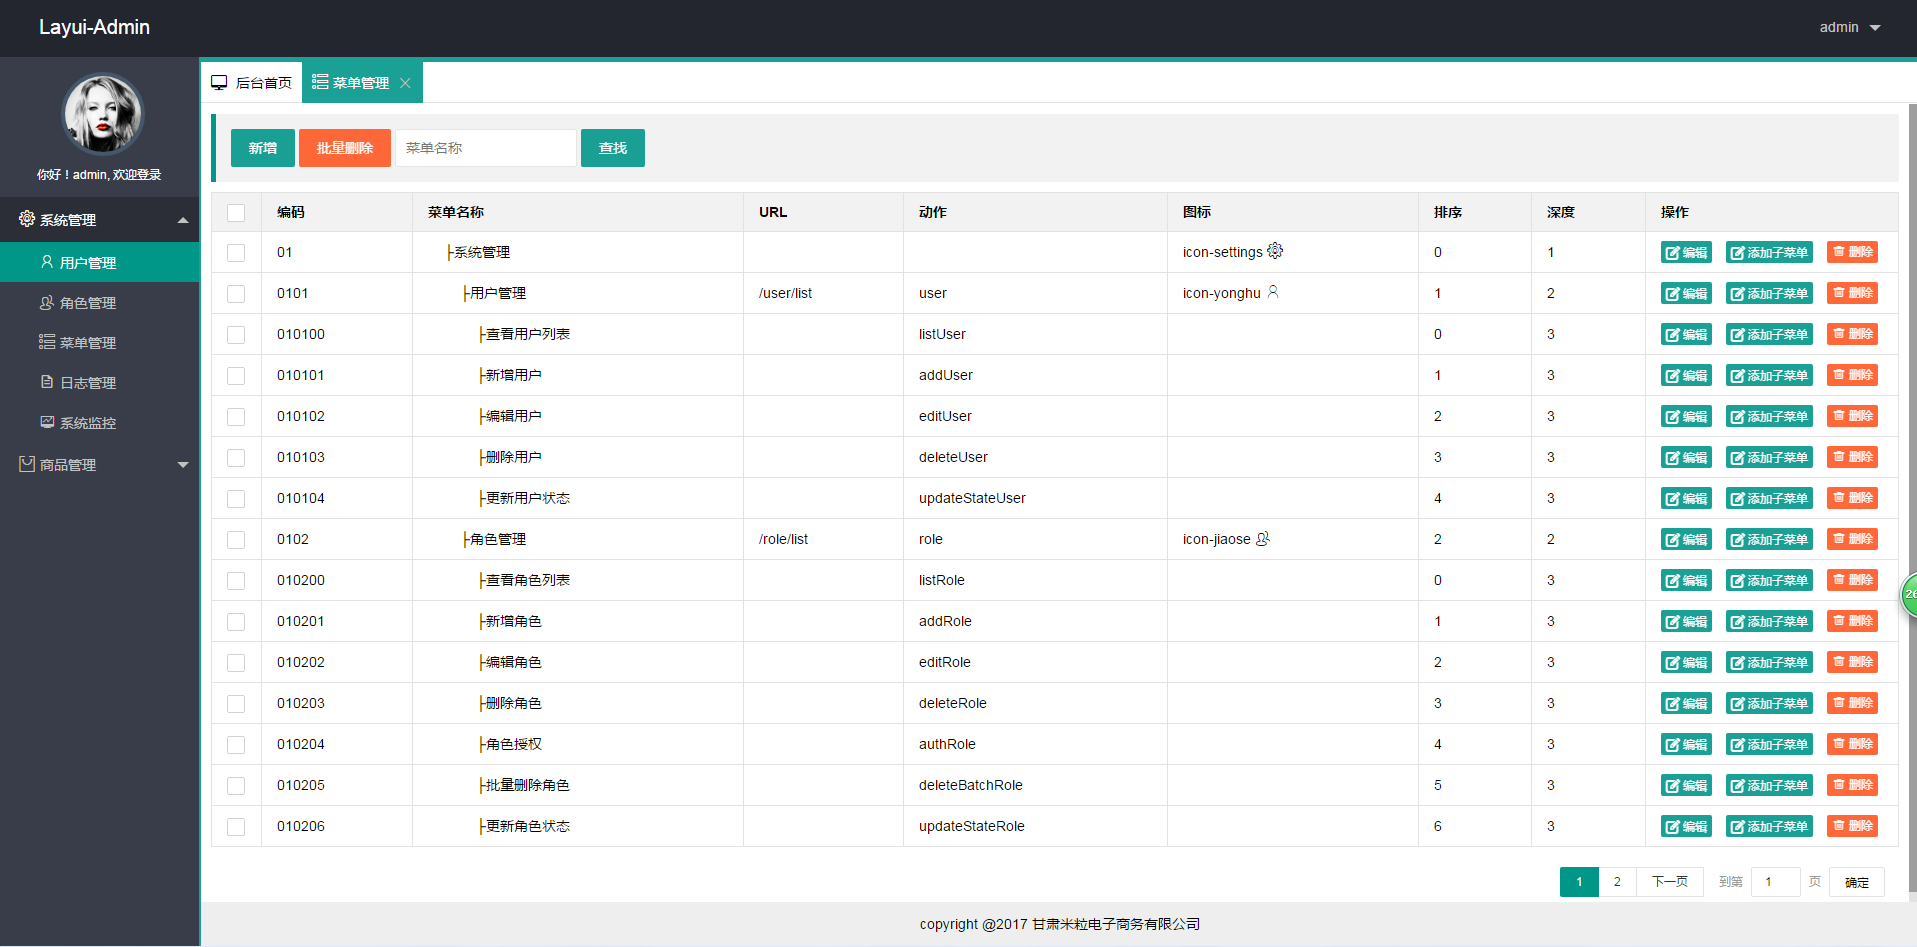 Layui-Admin admin
你好！admin, 欢迎登录
系统管理
用户管理
角色管理
菜单管理
日志管理
系统监控
商品管理
后台首页 菜单管理
新增 批量删除 菜单名称 查找
编码 菜单名称 URL 动作 图标 排序 深度 操作
01 ├系统管理 icon-settings 0 1 编辑 添加子菜单 删除
0101 ├用户管理 /user/list user icon-yonghu 1 2 编辑 添加子菜单 删除
010100 ├查看用户列表 listUser 0 3 编辑 添加子菜单 删除
010101 ├新增用户 addUser 1 3 编辑 添加子菜单 删除
010102 ├编辑用户 editUser 2 3 编辑 添加子菜单 删除
010103 ├删除用户 deleteUser 3 3 编辑 添加子菜单 删除
010104 ├更新用户状态 updateStateUser 4 3 编辑 添加子菜单 删除
0102 ├角色管理 /role/list role icon-jiaose 2 2 编辑 添加子菜单 删除
010200 ├查看角色列表 listRole 0 3 编辑 添加子菜单 删除
010201 ├新增角色 addRole 1 3 编辑 添加子菜单 删除
010202 ├编辑角色 editRole 2 3 编辑 添加子菜单 删除
010203 ├删除角色 deleteRole 3 3 编辑 添加子菜单 删除
010204 ├角色授权 authRole 4 3 编辑 添加子菜单 删除
010205 ├批量删除角色 deleteBatchRole 5 3 编辑 添加子菜单 删除
010206 ├更新角色状态 updateStateRole 6 3 编辑 添加子菜单 删除
1 2 下一页 到第 1 页 确定
copyright @2017 甘肃米粒电子商务有限公司